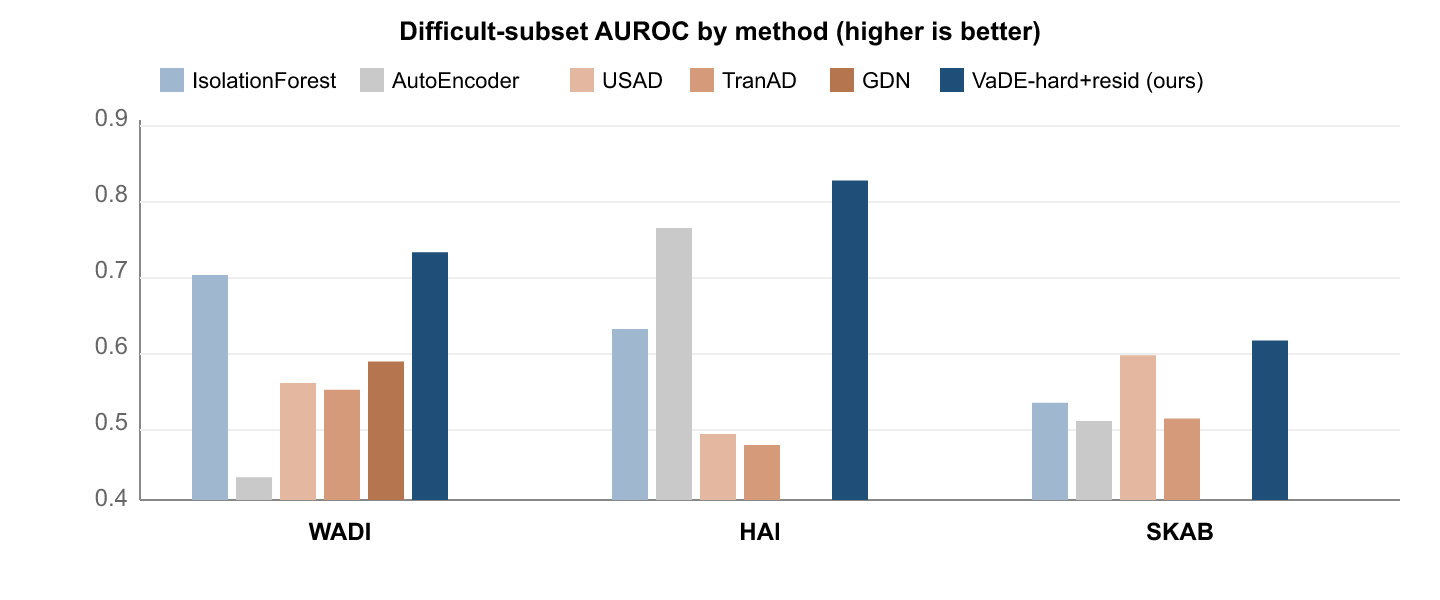 Difficult-subset AUROC by method (higher is better)
IsolationForest AutoEncoder USAD TranAD GDN VaDE-hard+resid (ours)
0.9
0.8
0.7
0.6
0.5
0.4
WADI HAI SKAB